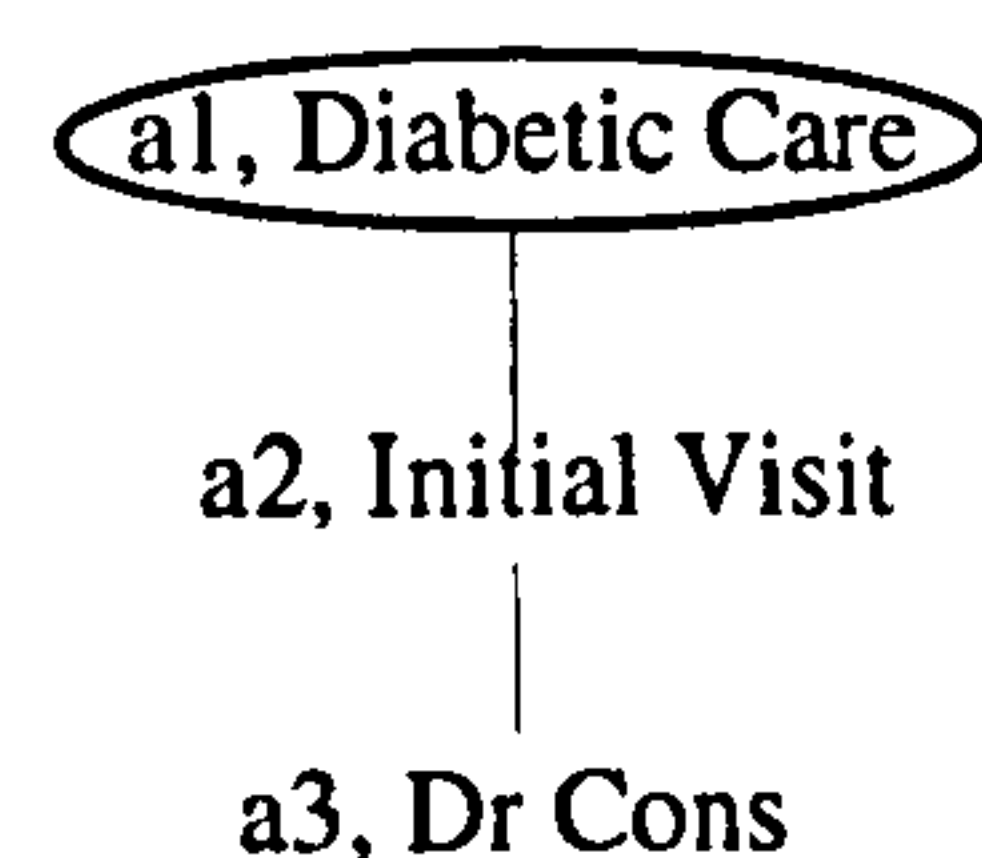 a1, Diabetic Care
a2, Initial Visit
a3, Dr Cons